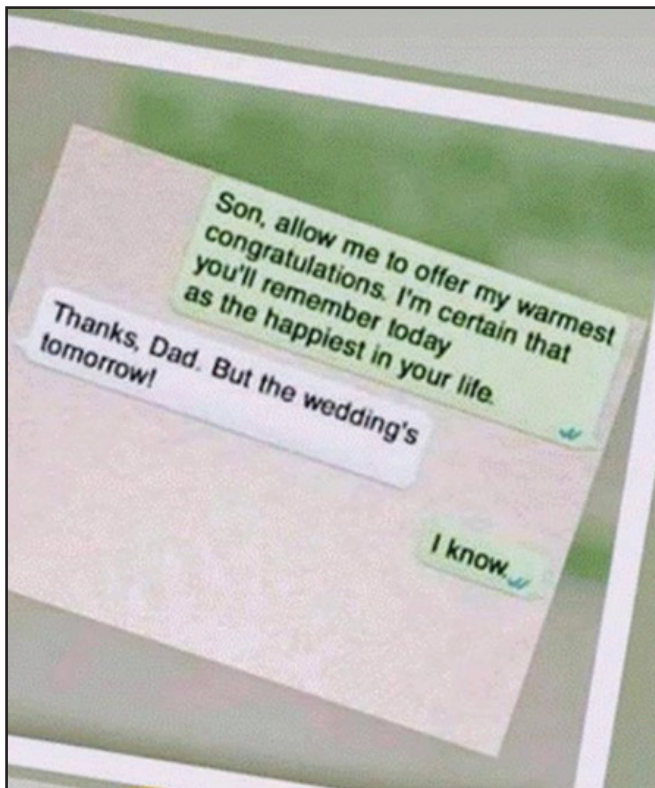 Son, allow me to offer my warmest
congratulations. I'm certain that
you'll remember today
as the happiest in your life.
Thanks, Dad. But the wedding's
tomorrow!
I know.